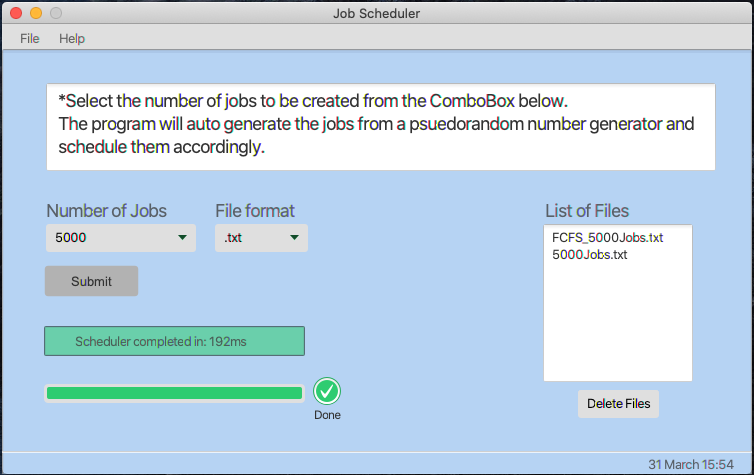 Job Scheduler
File Help
*Select the number of jobs to be created from the ComboBox below.
The program will auto generate the jobs from a psuedorandom number generator and
schedule them accordingly.
Number of Jobs
File format
List of Files
5000
.txt
FCFS_5000Jobs.txt
5000Jobs.txt
Submit
Scheduler completed in: 192ms
Done
Delete Files
31 March 15:54